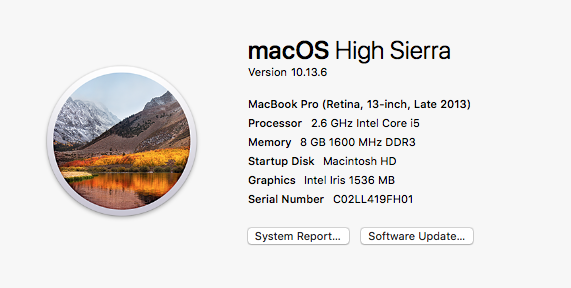 macOS High Sierra
Version 10.13.6
MacBook Pro (Retina, 13-inch, Late 2013)
Processor 2.6 GHz Intel Core i5
Memory 8 GB 1600 MHz DDR3
Startup Disk Macintosh HD
Graphics Intel Iris 1536 MB
Serial Number C02LL419FH01
System Report... Software Update...